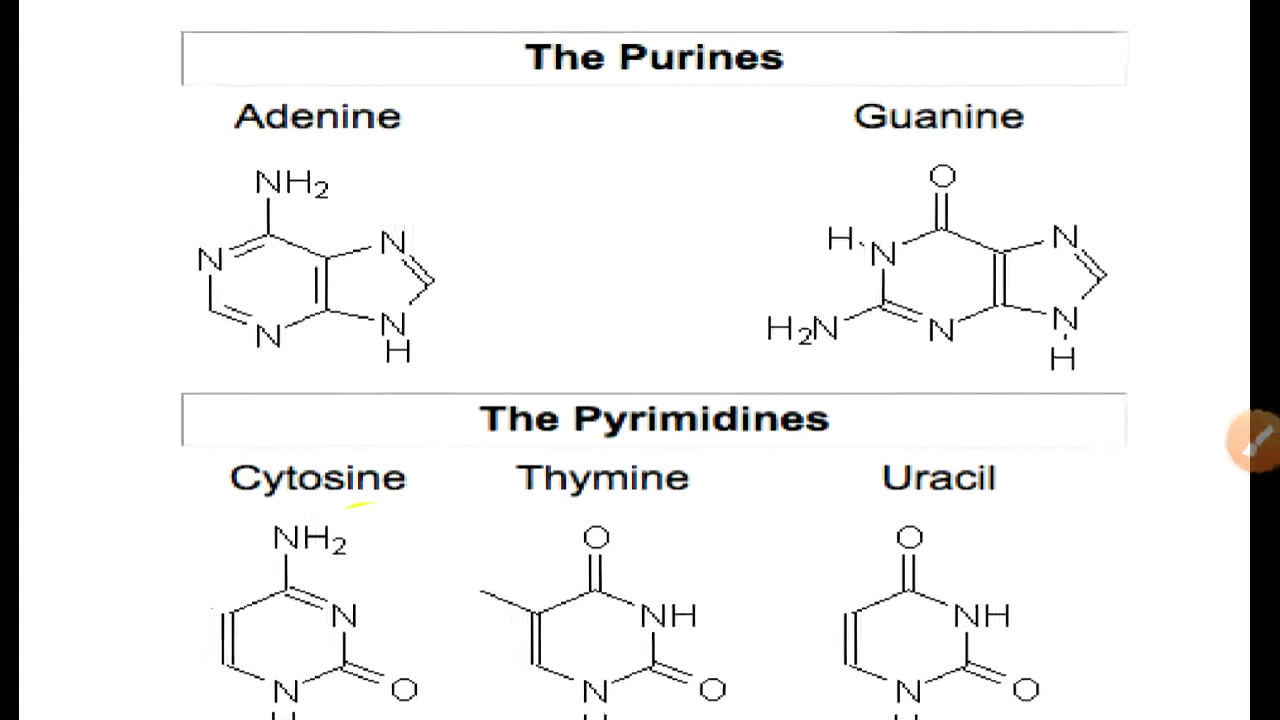 The Purines
Adenine Guanine
NH2 O
N N H N N
N N H2N N N
H H
The Pyrimidines
Cytosine Thymine Uracil
NH2 O O
N NH NH
N O N O N O
H H H